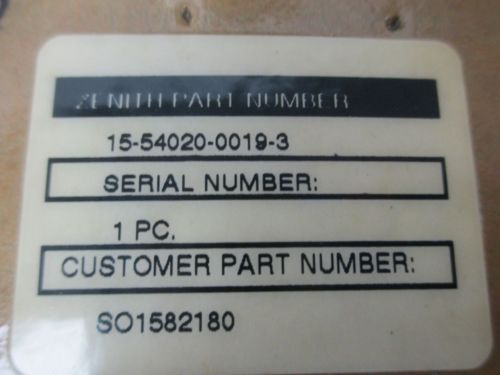 ZENITH PART NUMBER
15-54020-0019-3
SERIAL NUMBER:
1 PC.
CUSTOMER PART NUMBER:
SO1582180